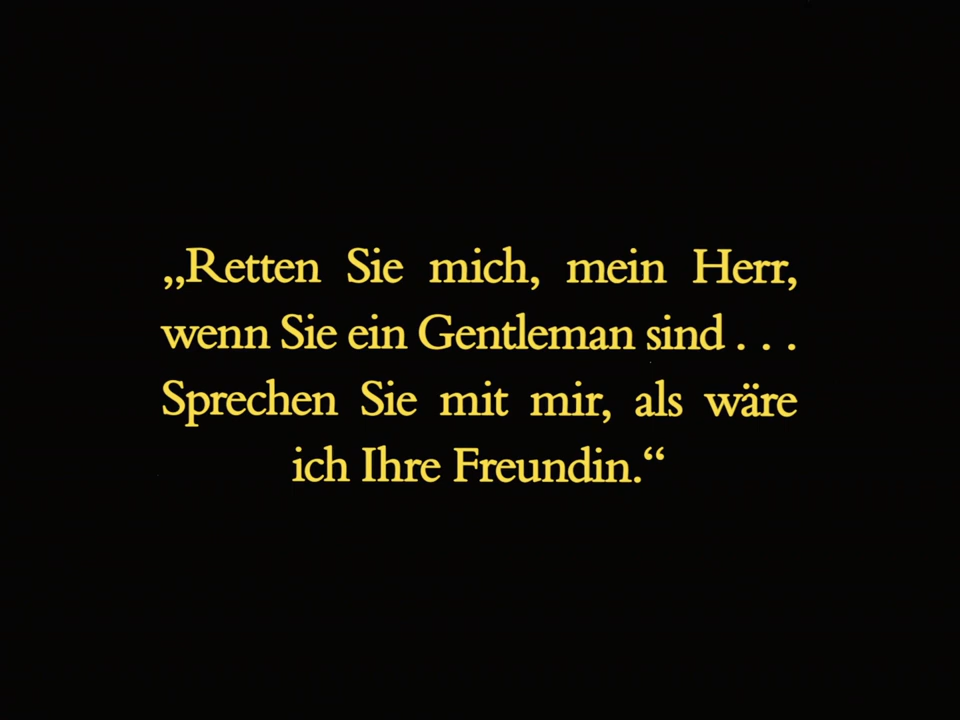 „Retten Sie mich, mein Herr,
wenn Sie ein Gentleman sind . . .
Sprechen Sie mit mir, als wäre
ich Ihre Freundin.“